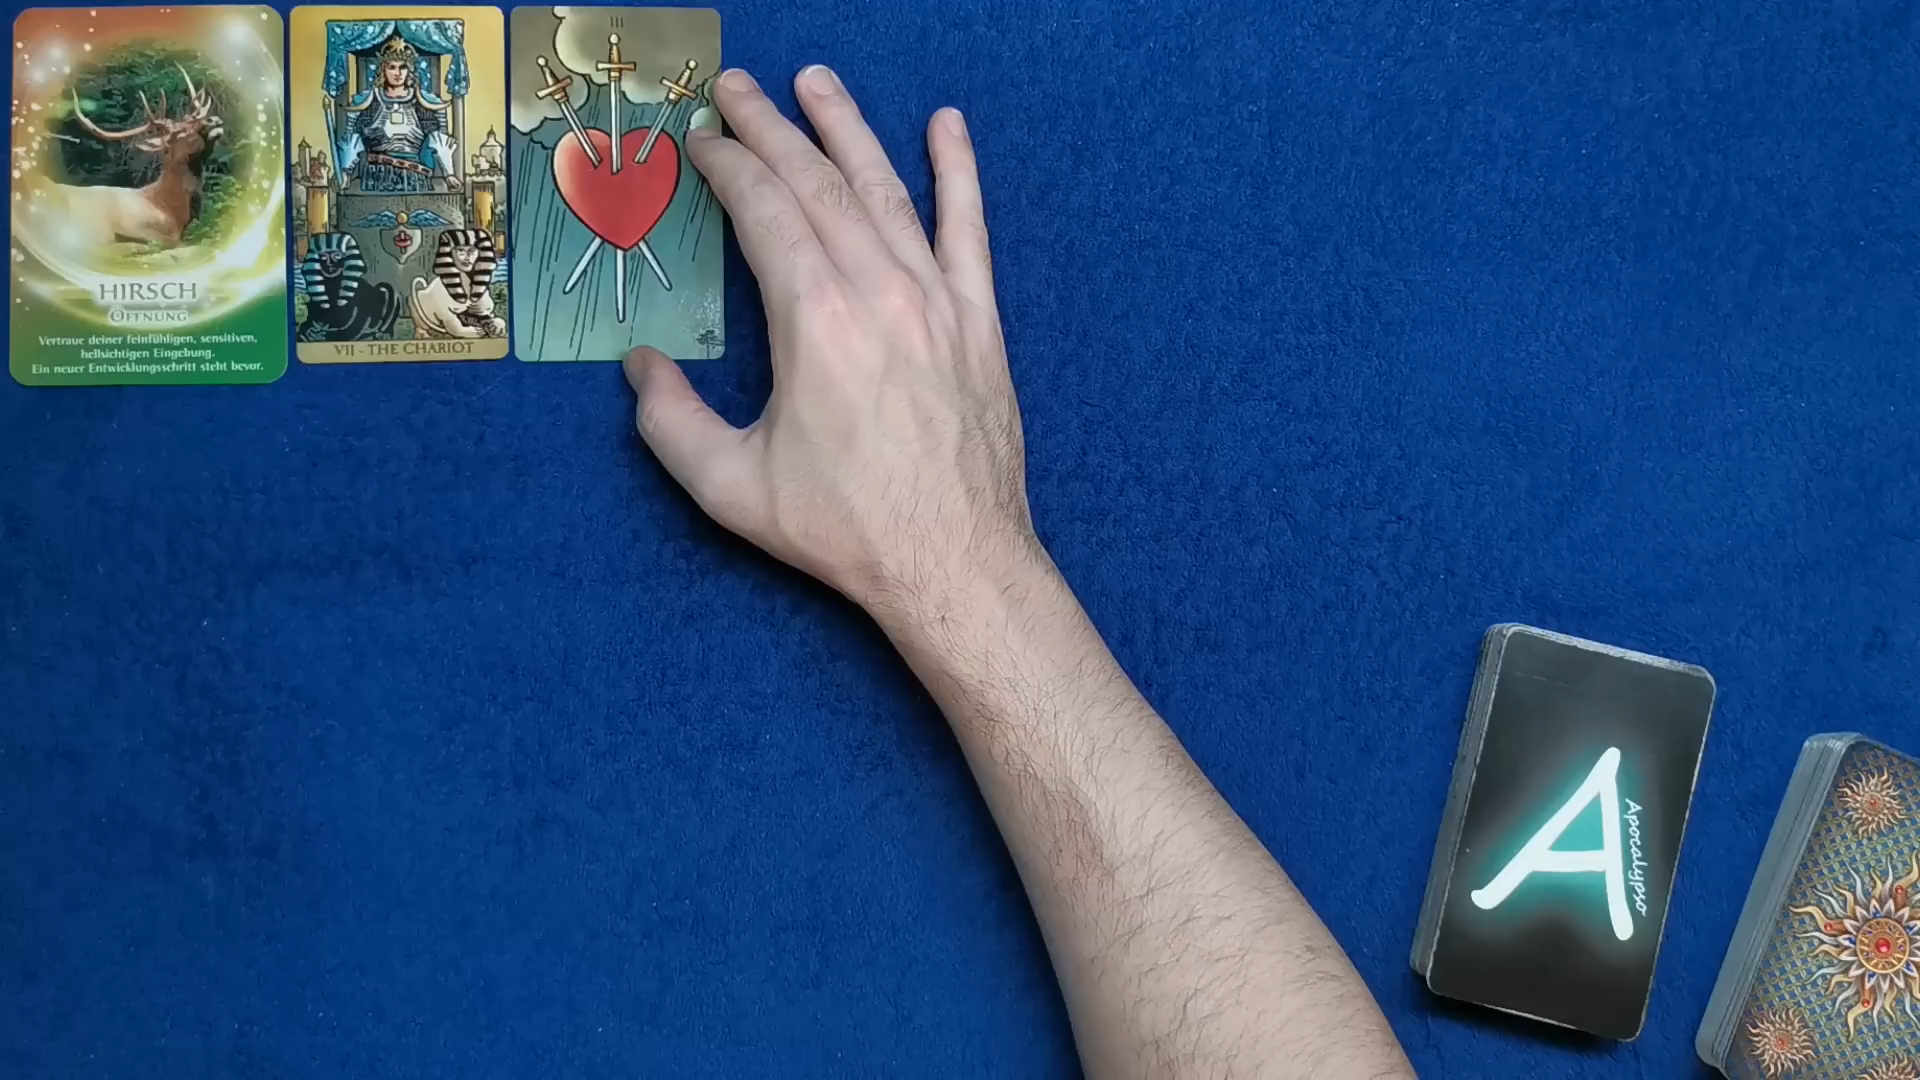 HIRSCH
ÖFFNUNG
Vertraue deiner feinfühligen, sensitiven,
hellsichtigen Eingebung.
Ein neuer Entwicklungsschritt steht bevor.
VII - THE CHARIOT
III
A
Apocalypso